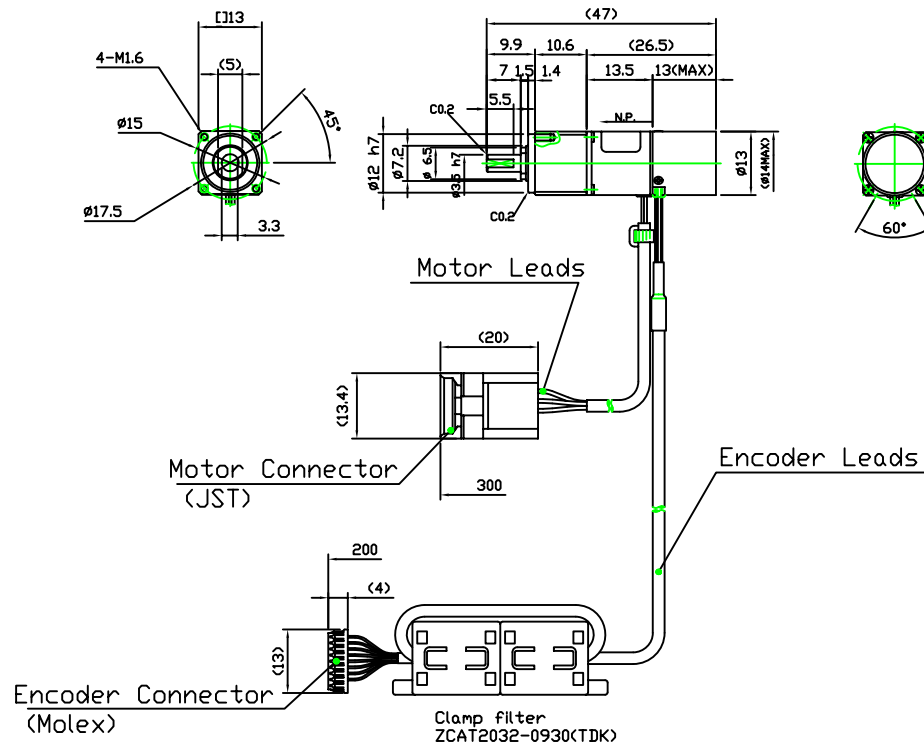 (47)
[]13
9.9
10.6
(26.5)
4-M1.6
(5)
7
1.5
1.4
13.5
13(MAX)
5.5
C0.2
N.P.
45°
Ø15
Ø12 h7
Ø7.2
Ø 6.5
Ø3.5 h7
Ø13
(Ø14MAX)
Ø17.5
3.3
C0.2
60°
Motor Leads
(20)
(13.4)
Motor Connector
(JST)
300
Encoder Leads
200
(4)
(13)
Encoder Connector
(Molex)
Clamp filter
ZCAT2032-0930(TDK)